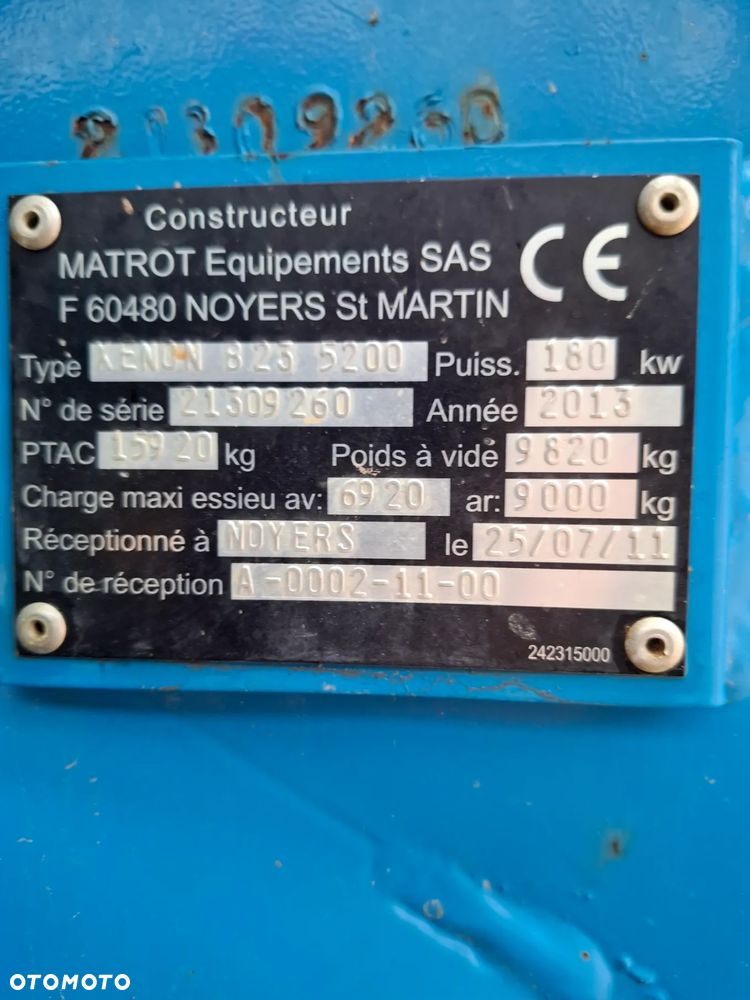 21309260
Constructeur
MATROT Equipements SAS
F 60480 NOYERS St MARTIN
CE
Type XENON B 23 5200 Puiss. 180 kw
N° de série 21309260 Année 2013
PTAC 15920 kg Poids à vide 9820 kg
Charge maxi essieu av: 6920 ar: 9000 kg
Réceptionné à NOYERS le 25/07/11
N° de réception A-0002-11-00
242315000
OTOMOTO